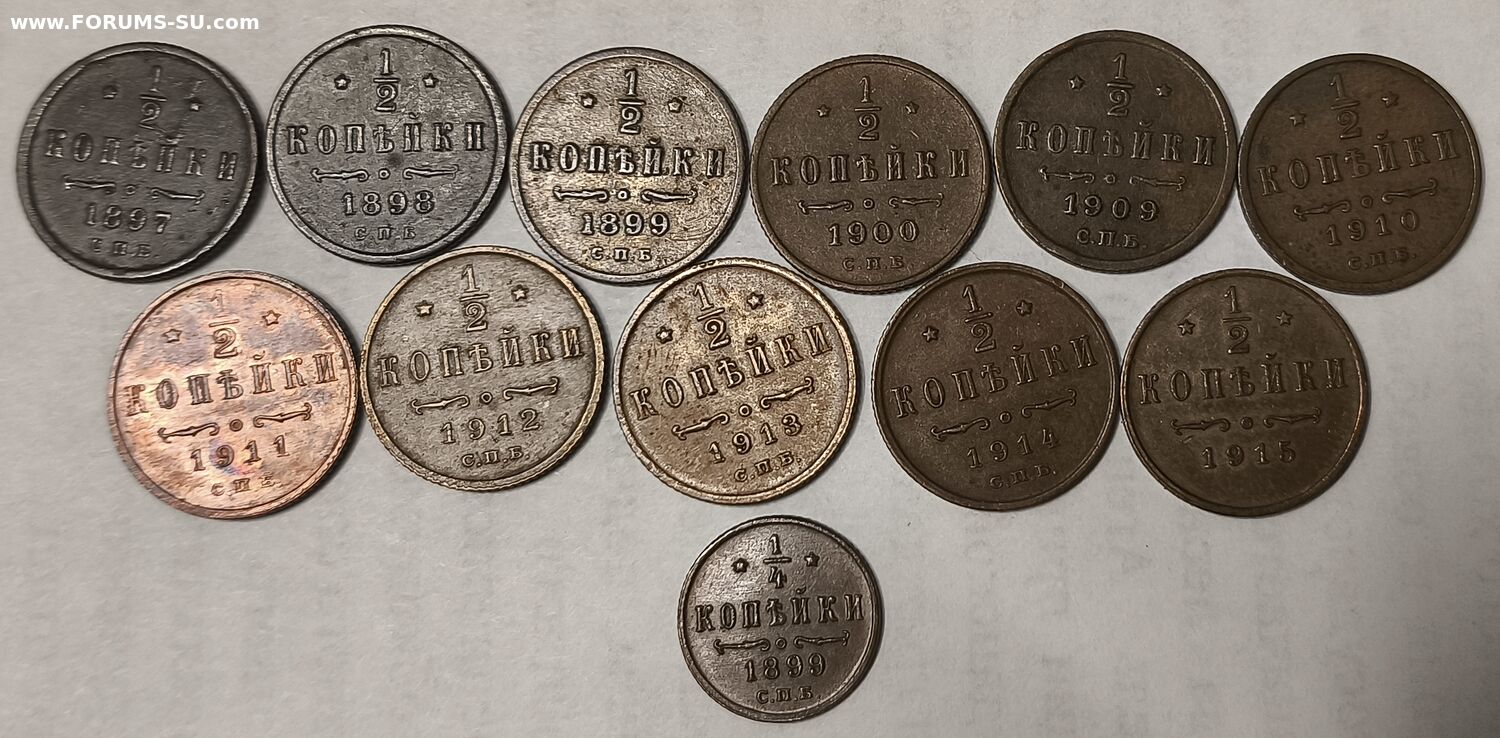 www.FORUMS-SU.com
1
2
КОПѢЙКИ
1897
С.П.Б.
1
2
КОПѢЙКИ
1898
С.П.Б.
1
2
КОПѢЙКИ
1899
С.П.Б.
1
2
КОПѢЙКИ
1900
С.П.Б.
1
2
КОПѢЙКИ
1909
С.П.Б.
1
2
КОПѢЙКИ
1910
С.П.Б.
1
2
КОПѢЙКИ
1911
С.П.Б.
1
2
КОПѢЙКИ
1912
С.П.Б.
1
2
КОПѢЙКИ
1913
С.П.Б.
1
2
КОПѢЙКИ
1914
С.П.Б.
1
2
КОПѢЙКИ
1915
1
4
КОПѢЙКИ
1899
С.П.Б.